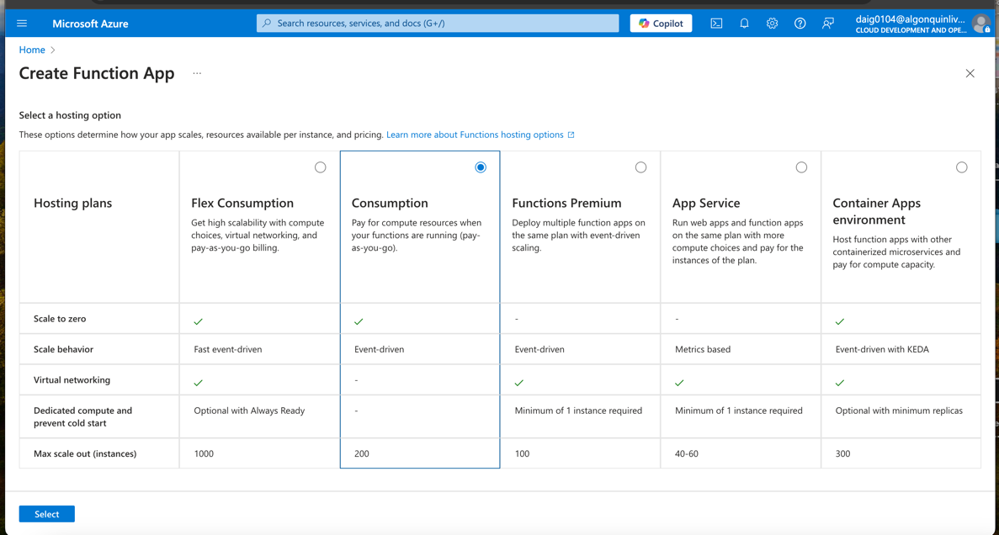 Microsoft Azure
Search resources, services, and docs (G+/)
Copilot
daig0104@algonquinliv...
CLOUD DEVELOPMENT AND OPE...
Home
Create Function App
...
Select a hosting option
These options determine how your app scales, resources available per instance, and pricing. Learn more about Functions hosting options
Hosting plans
Flex Consumption
Get high scalability with compute
choices, virtual networking, and
pay-as-you-go billing.
Consumption
Pay for compute resources when
your functions are running (pay-
as-you-go).
Functions Premium
Deploy multiple function apps on
the same plan with event-driven
scaling.
App Service
Run web apps and function apps
on the same plan with more
compute choices and pay for the
instances of the plan.
Container Apps
environment
Host function apps with other
containerized microservices and
pay for compute capacity.
Scale to zero
-
-
Scale behavior
Fast event-driven
Event-driven
Event-driven
Metrics based
Event-driven with KEDA
Virtual networking
-
Dedicated compute and
prevent cold start
Optional with Always Ready
-
Minimum of 1 instance required
Minimum of 1 instance required
Optional with minimum replicas
Max scale out (instances)
1000
200
100
40-60
300
Select